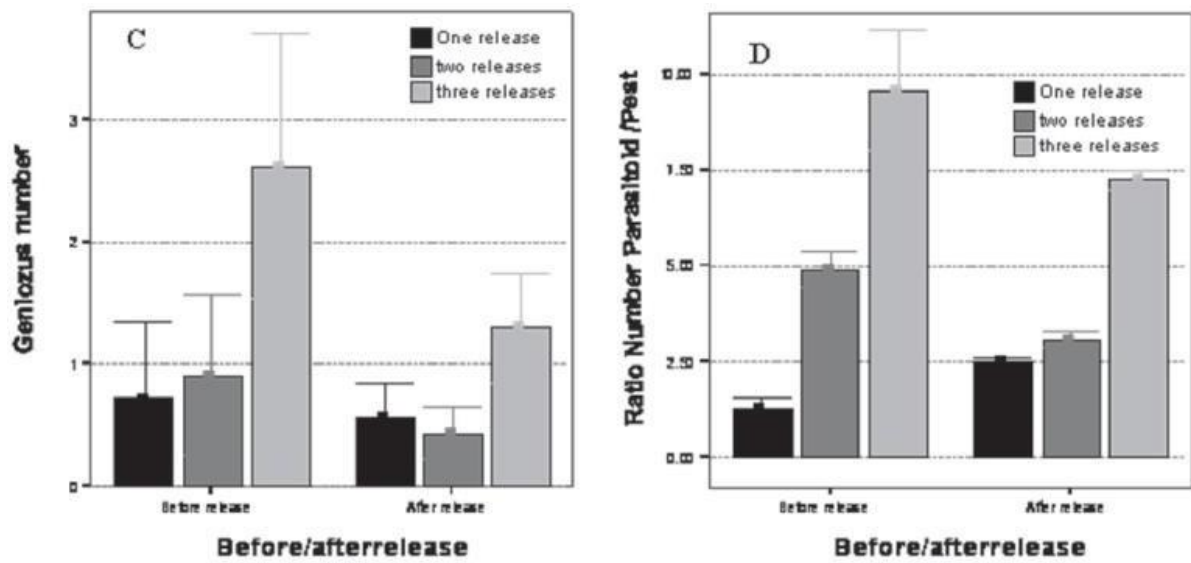 C
One release
two releases
three releases
Geniozus number
3
2
1
0
Before release
After release
Before/afterrelease
D
One release
two releases
three releases
Ratio Number Parasitoid /Pest
5.00
2.50
0.00
Before release
After release
Before/afterrelease